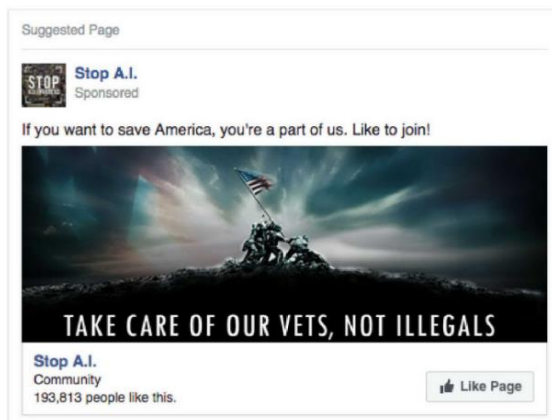 Suggested Page
Stop A.I.
Sponsored
STOP
If you want to save America, you're a part of us. Like to join!
TAKE CARE OF OUR VETS, NOT ILLEGALS
Stop A.I.
Community
193,813 people like this.
Like Page